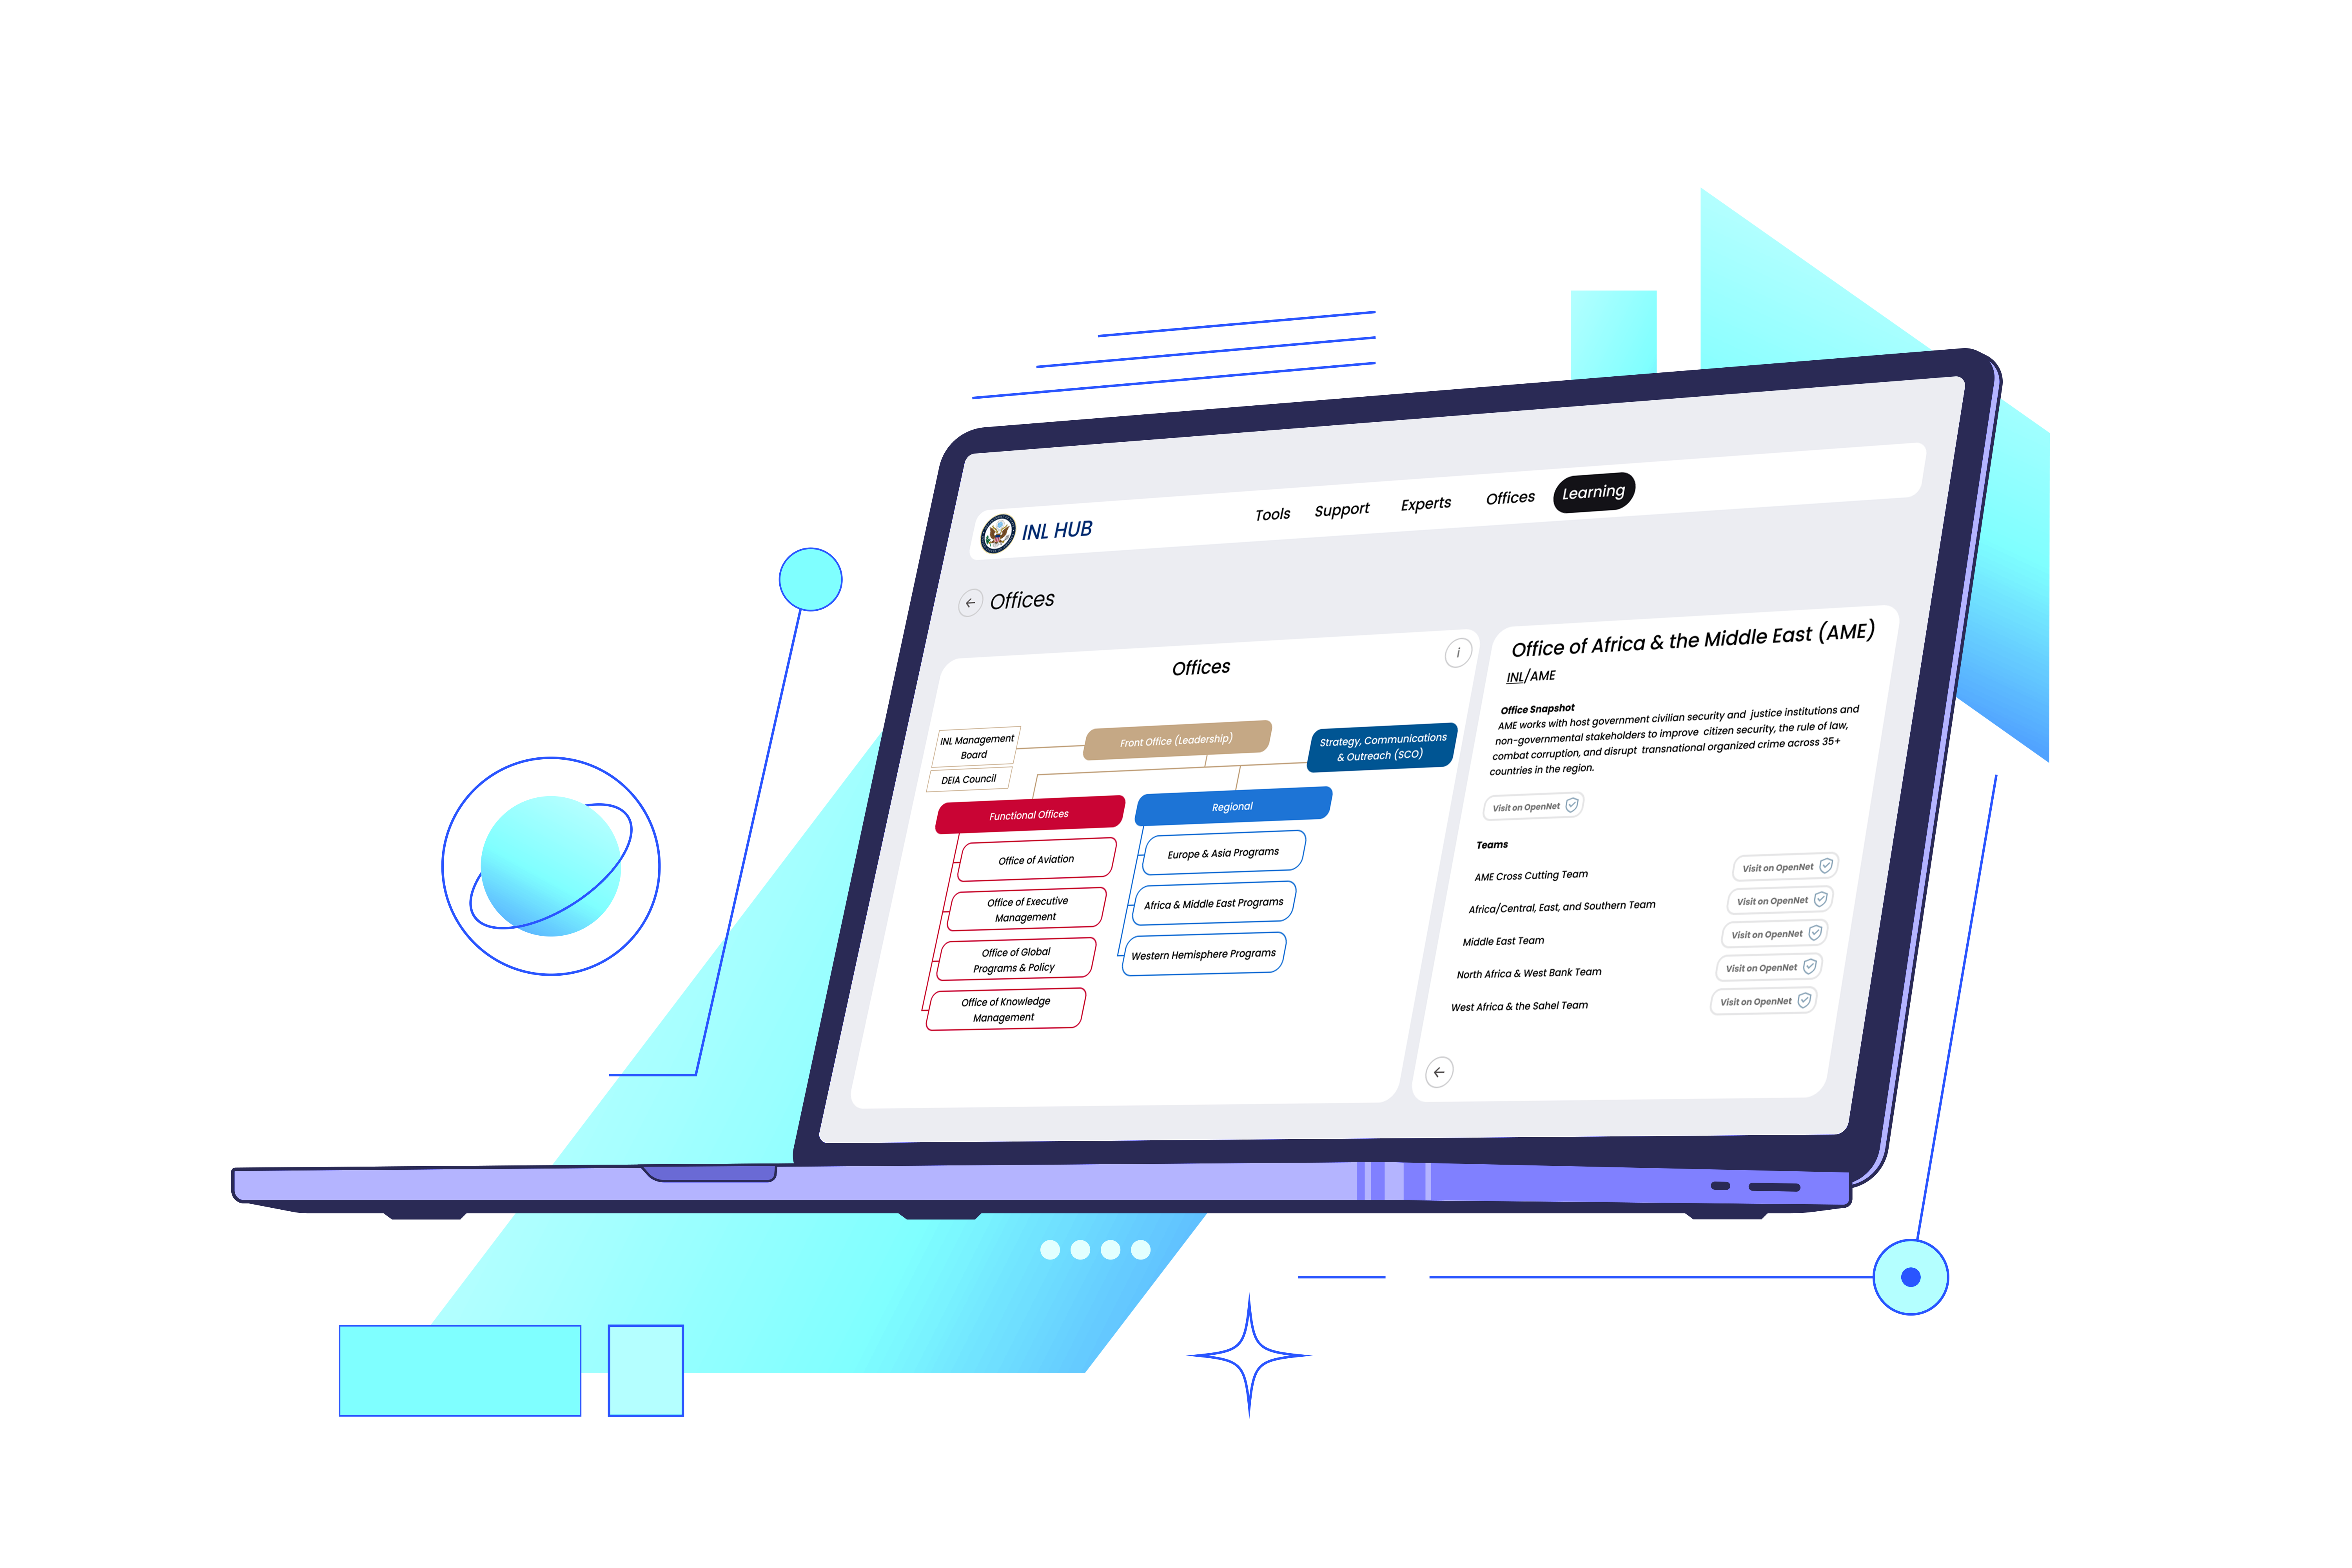 INL HUB
Tools
Support
Experts
Offices
Learning
Offices
Offices
i
INL Management
Board
DEIA Council
Front Office (Leadership)
Strategy, Communications
& Outreach (SCO)
Functional Offices
Office of Aviation
Office of Executive
Management
Office of Global
Programs & Policy
Office of Knowledge
Management
Regional
Europe & Asia Programs
Africa & Middle East Programs
Western Hemisphere Programs
Office of Africa & the Middle East (AME)
INL/AME
Office Snapshot
AME works with host government civilian security and justice institutions and
non-governmental stakeholders to improve citizen security, the rule of law,
combat corruption, and disrupt transnational organized crime across 35+
countries in the region.
Visit on OpenNet
Teams
AME Cross Cutting Team
Visit on OpenNet
Africa/Central, East, and Southern Team
Visit on OpenNet
Middle East Team
Visit on OpenNet
North Africa & West Bank Team
Visit on OpenNet
West Africa & the Sahel Team
Visit on OpenNet